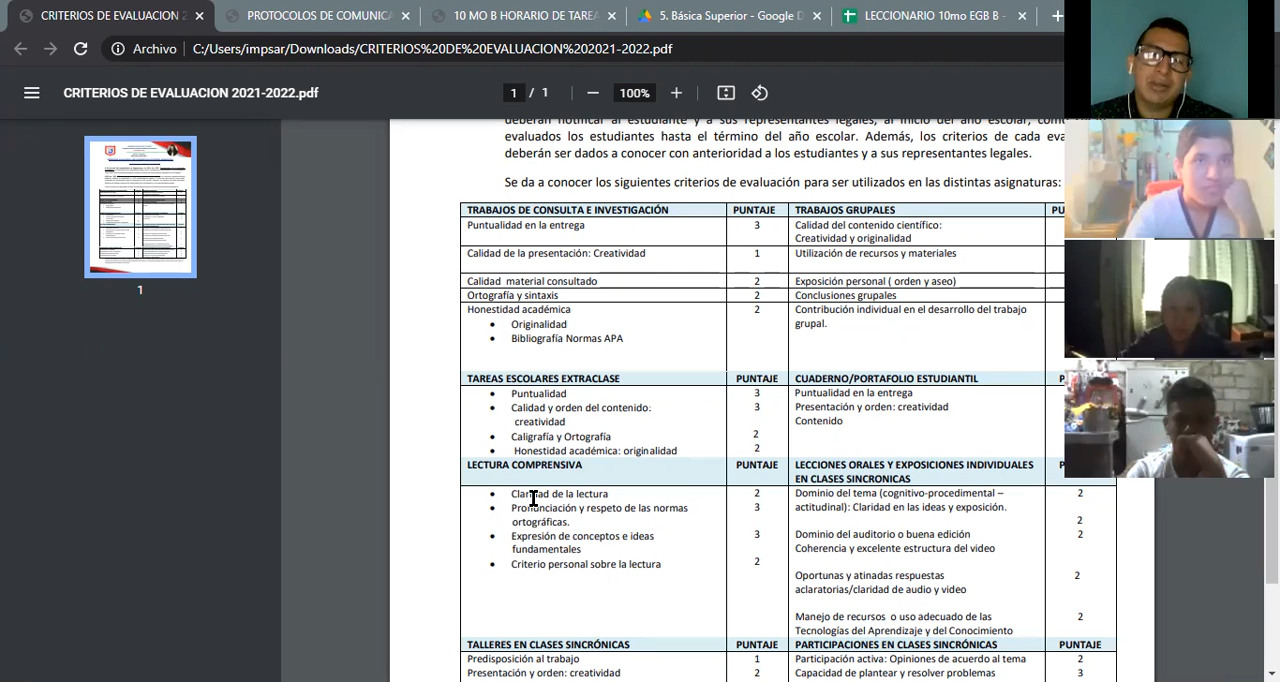 CRITERIOS DE EVALUACION 2
PROTOCOLOS DE COMUNICA
10 MO B HORARIO DE TAREA
5. Básica Superior - Google D
LECCIONARIO 10mo EGB B -
Archivo
C:/Users/impsar/Downloads/CRITERIOS%20DE%20EVALUACION%202021-2022.pdf
CRITERIOS DE EVALUACION 2021-2022.pdf
1 / 1
100%
1
deberán notificar al estudiante y a sus representantes legales, al inicio del año escolar,
evaluados los estudiantes hasta el término del año escolar. Además, los criterios de cada eva
deberán ser dados a conocer con anterioridad a los estudiantes y a sus representantes legales.
Se da a conocer los siguientes criterios de evaluación para ser utilizados en las distintas asignaturas:
TRABAJOS DE CONSULTA E INVESTIGACIÓN PUNTAJE TRABAJOS GRUPALES PU
Puntualidad en la entrega 3 Calidad del contenido científico:
Creatividad y originalidad
Calidad de la presentación: Creatividad 1 Utilización de recursos y materiales
Calidad material consultado 2 Exposición personal ( orden y aseo)
Ortografía y sintaxis 2 Conclusiones grupales
Honestidad académica 2 Contribución individual en el desarrollo del trabajo
• Originalidad grupal.
• Bibliografía Normas APA
TAREAS ESCOLARES EXTRACLASE PUNTAJE CUADERNO/PORTAFOLIO ESTUDIANTIL P
• Puntualidad 3 Puntualidad en la entrega
• Calidad y orden del contenido: 3 Presentación y orden: creatividad
creatividad Contenido
• Caligrafía y Ortografía 2
• Honestidad académica: originalidad 2
LECTURA COMPRENSIVA PUNTAJE LECCIONES ORALES Y EXPOSICIONES INDIVIDUALES
EN CLASES SINCRONICAS
• Claridad de la lectura 2 Dominio del tema (cognitivo-procedimental – 2
• Pronunciación y respeto de las normas 3 actitudinal): Claridad en las ideas y exposición.
ortográficas. 2
• Expresión de conceptos e ideas 3 Dominio del auditorio o buena edición 2
fundamentales Coherencia y excelente estructura del video
• Criterio personal sobre la lectura 2
Oportunas y atinadas respuestas 2
aclaratorias/claridad de audio y video
Manejo de recursos o uso adecuado de las 2
Tecnologías del Aprendizaje y del Conocimiento
TALLERES EN CLASES SINCRÓNICAS PUNTAJE PARTICIPACIONES EN CLASES SINCRÓNICAS PUNTAJE
Predisposición al trabajo 1 Participación activa: Opiniones de acuerdo al tema 2
Presentación y orden: creatividad 2 Capacidad de plantear y resolver problemas 3